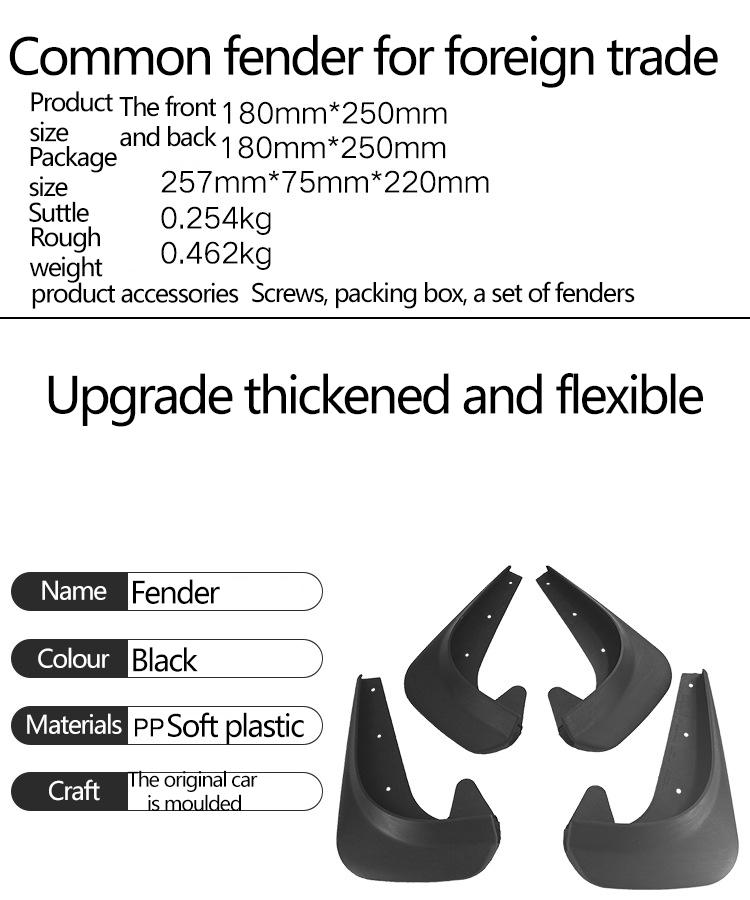 Common fender for foreign trade
Product size The front and back 180mm*250mm
180mm*250mm
Package size 257mm*75mm*220mm
Suttle 0.254kg
Rough weight 0.462kg
product accessories Screws, packing box, a set of fenders
Upgrade thickened and flexible
Name Fender
Colour Black
Materials PP Soft plastic
Craft The original car
is moulded